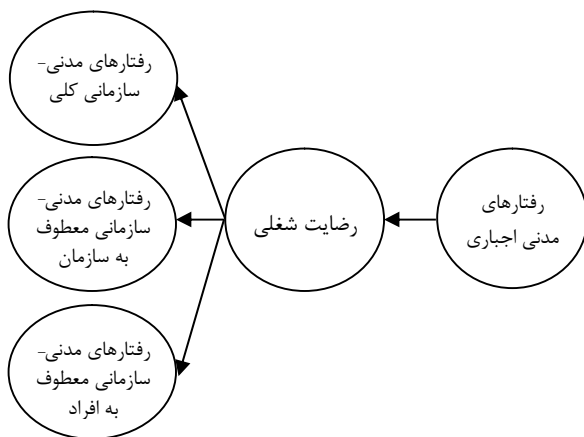 رفتارهای
مدنی اجباری
رضایت شغلی
رفتارهای مدنی-
سازمانی کلی
رفتارهای مدنی-
سازمانی معطوف
به سازمان
رفتارهای مدنی-
سازمانی معطوف
به افراد